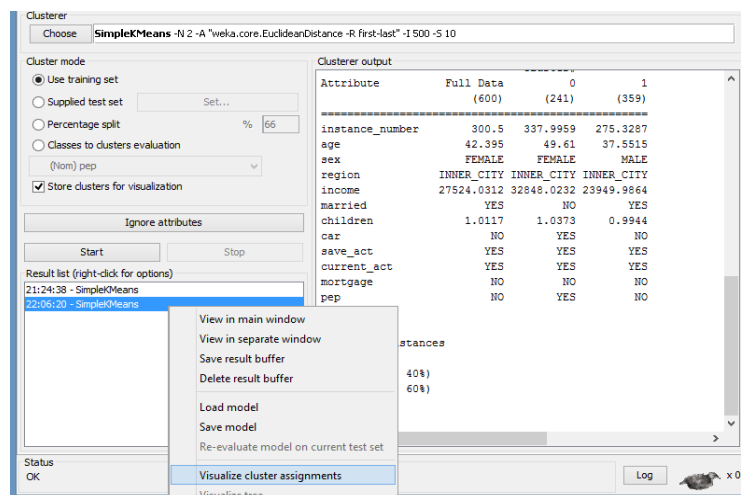 Clusterer
Choose SimpleKMeans -N 2 -A "weka.core.EuclideanDistance -R first-last" -I 500 -S 10
Cluster mode
Use training set
Supplied test set Set...
Percentage split % 66
Classes to clusters evaluation
(Nom) pep
Store clusters for visualization
Ignore attributes
Start Stop
Result list (right-click for options)
21:24:38 - SimpleKMeans
22:06:20 - SimpleKMeans
Clusterer output
Attribute Full Data 0 1
(600) (241) (359)
==================================================
instance_number 300.5 337.9959 275.3287
age 42.395 49.61 37.5515
sex FEMALE FEMALE MALE
region INNER_CITY INNER_CITY INNER_CITY
income 27524.0312 32848.0232 23949.9864
married YES NO YES
children 1.0117 1.0373 0.9944
car NO YES NO
save_act YES YES YES
current_act YES YES YES
mortgage NO NO NO
pep NO YES NO
stances
40%)
60%)
View in main window
View in separate window
Save result buffer
Delete result buffer
Load model
Save model
Re-evaluate model on current test set
Visualize cluster assignments
Visualize tree
Status
OK
Log x 0